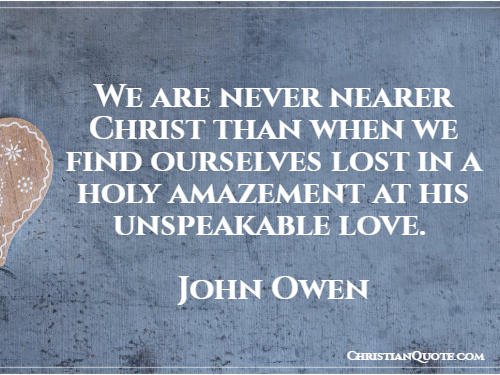 We are never nearer
Christ than when we
find ourselves lost in a
holy amazement at his
unspeakable love.
John Owen
ChristianQuote.com